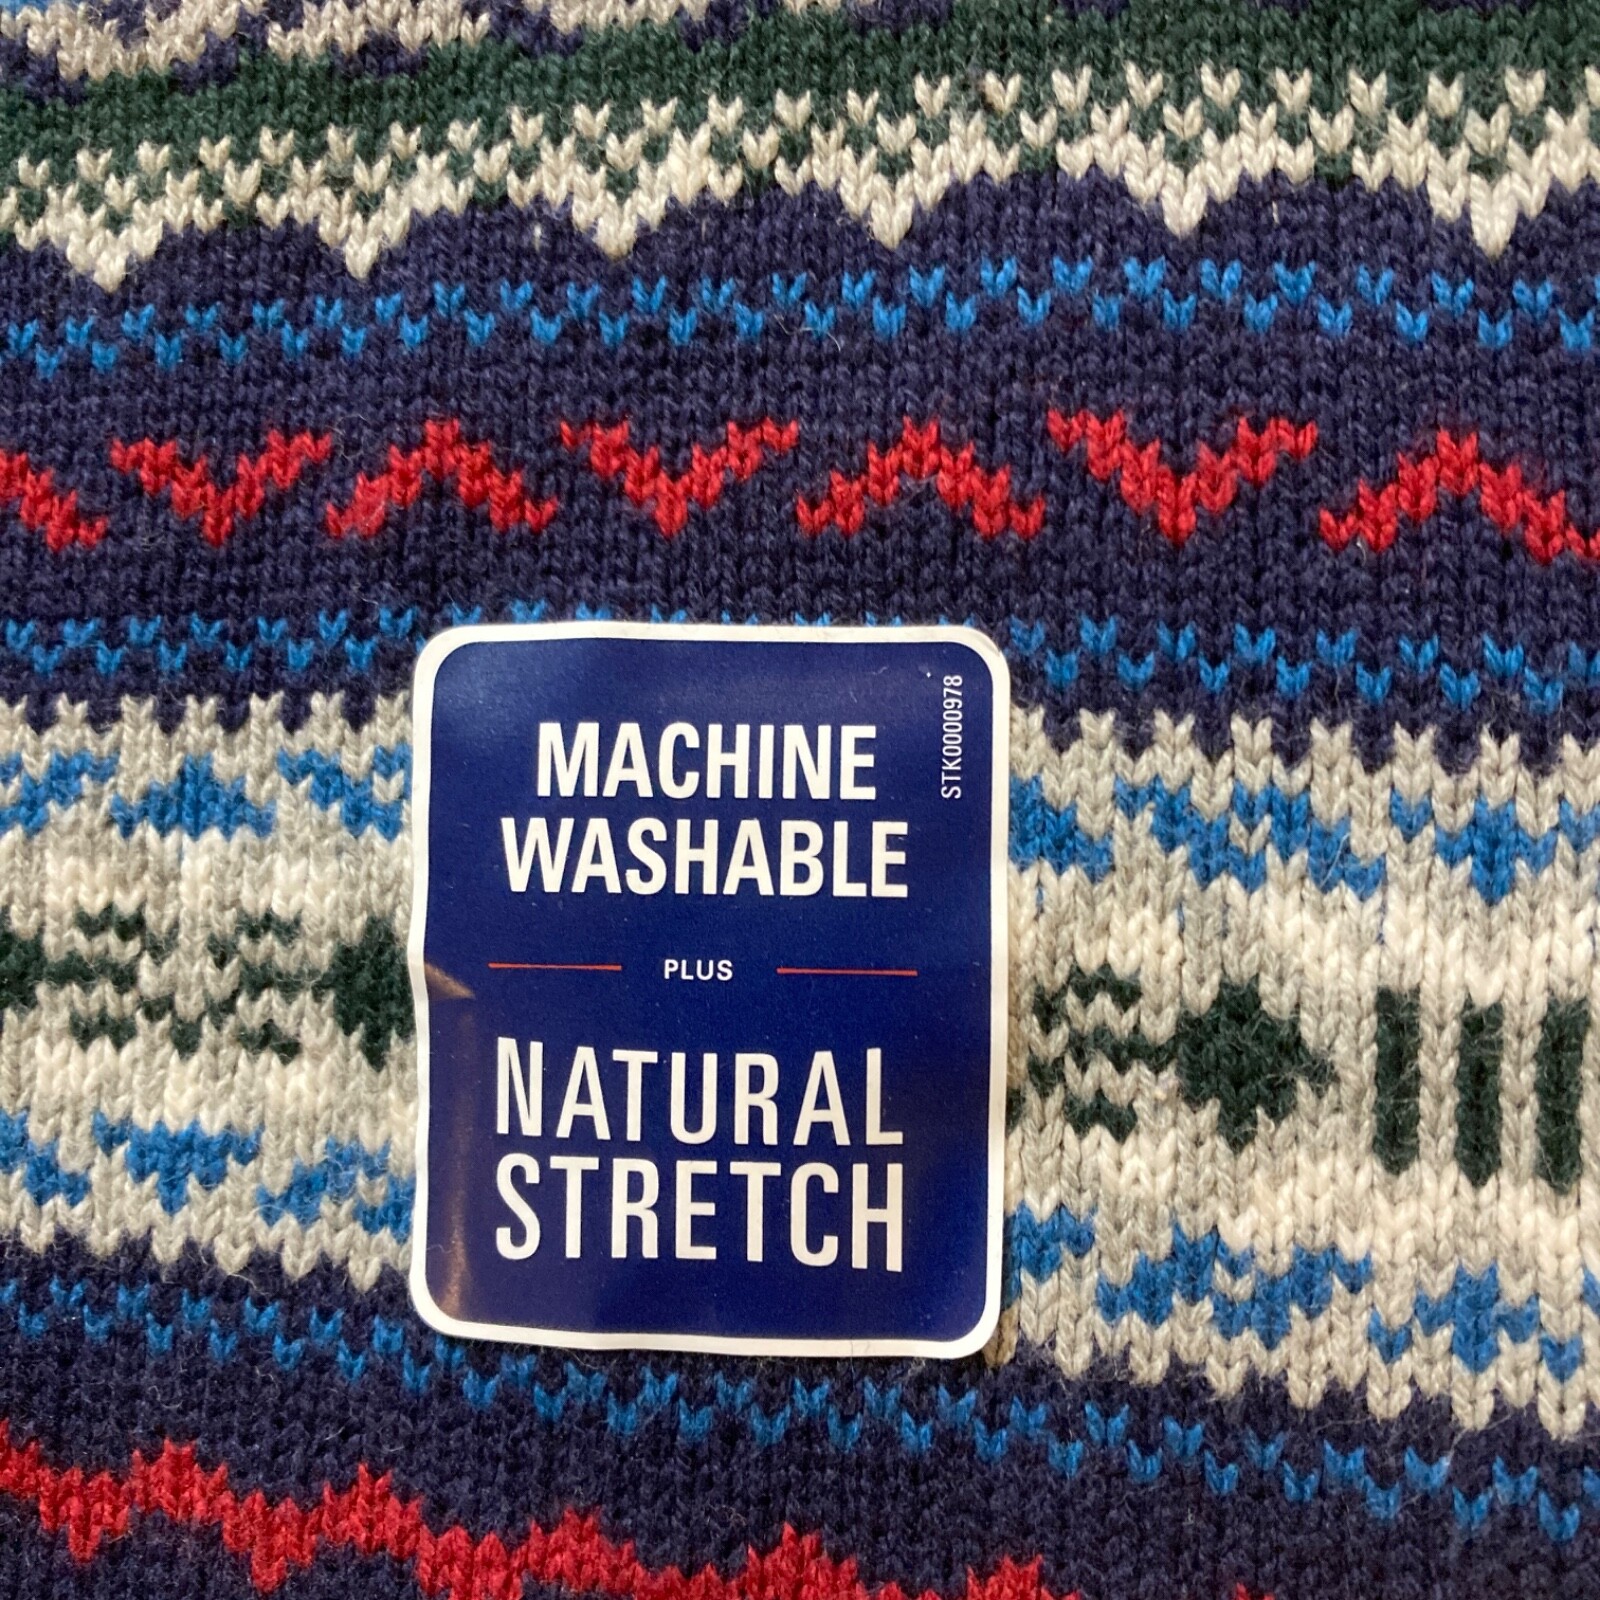 STK0000978
MACHINE
WASHABLE
PLUS
NATURAL
STRETCH